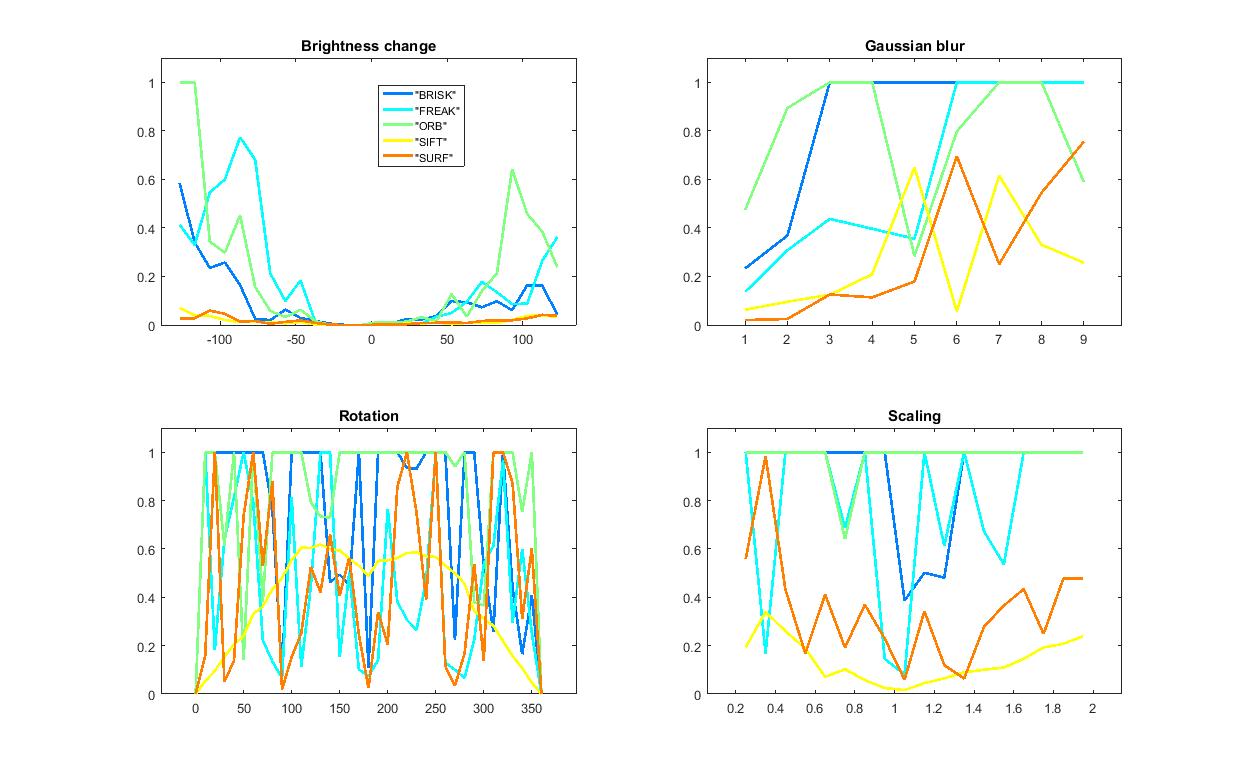 Brightness change
1
0.8
0.6
0.4
0.2
0
-100 -50 0 50 100
"BRISK"
"FREAK"
"ORB"
"SIFT"
"SURF"
Gaussian blur
1
0.8
0.6
0.4
0.2
0
1 2 3 4 5 6 7 8 9
Rotation
1
0.8
0.6
0.4
0.2
0
0 50 100 150 200 250 300 350
Scaling
1
0.8
0.6
0.4
0.2
0
0.2 0.4 0.6 0.8 1 1.2 1.4 1.6 1.8 2